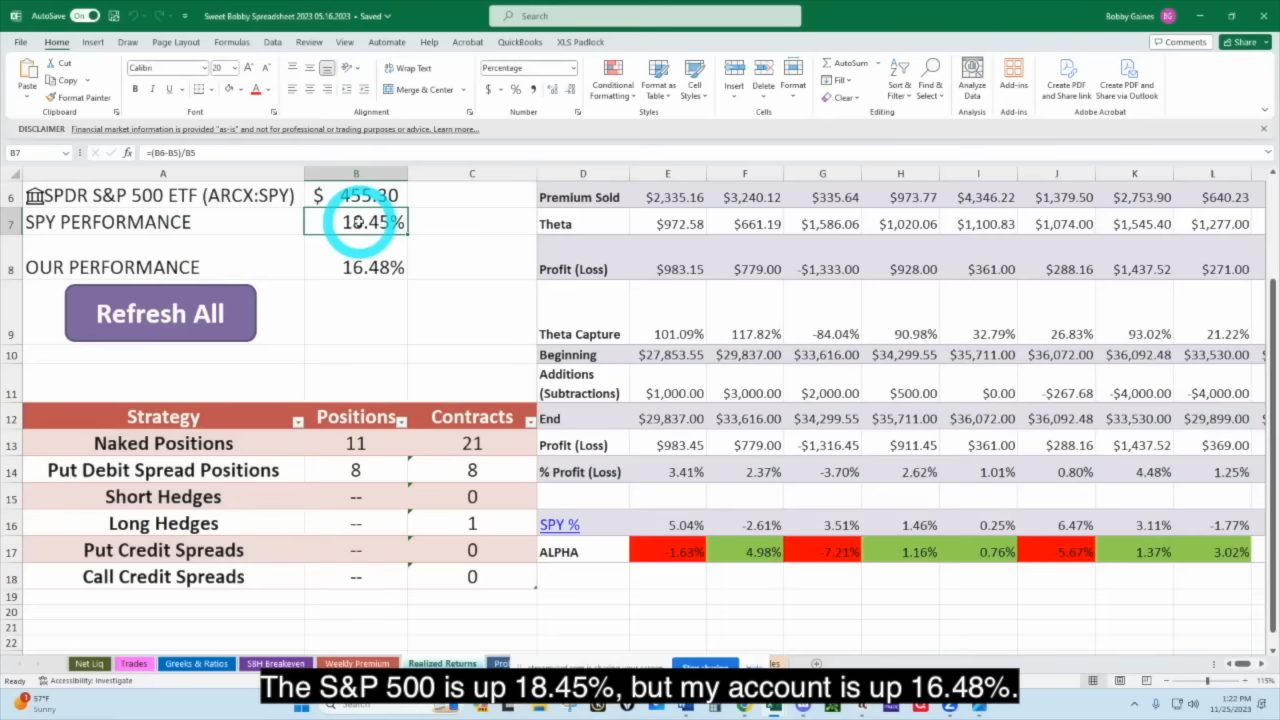 AutoSave On Sweet Bobby Spreadsheet 2023 05.16.2023 • Saved Search Bobby Gaines BG
File Home Insert Draw Page Layout Formulas Data Review View Automate Help Acrobat QuickBooks XLS Padlock Comments Share
Paste Cut Copy Format Painter Calibri 20 Wrap Text Merge & Center Percentage Conditional Formatting Format as Table Cell Styles Insert Delete Format AutoSum Fill Clear Sort & Filter Find & Select Analyze Data Add-ins Create PDF and Share link Create PDF and Share via Outlook
Clipboard Font Alignment Number Styles Cells Editing Analysis Add-ins Adobe Acrobat
DISCLAIMER Financial market information is provided "as-is" and not for professional or trading purposes or advice. Learn more...
B7 fx =(B6-B5)/B5
A B C D E F G H I J K L
6 SPDR S&P 500 ETF (ARCX:SPY) $ 455.30 Premium Sold $2,335.16 $3,240.12 $335.64 $973.77 $4,346.22 $1,379.50 $2,753.90 $640.23
7 SPY PERFORMANCE 18.45% Theta $972.58 $661.19 $1,586.06 $1,020.06 $1,100.83 $1,074.00 $1,545.40 $1,277.00
8 OUR PERFORMANCE 16.48% Profit (Loss) $983.15 $779.00 -$1,333.00 $928.00 $361.00 $288.16 $1,437.52 $271.00
Refresh All
9 Theta Capture 101.09% 117.82% -84.04% 90.98% 32.79% 26.83% 93.02% 21.22%
10 Beginning $27,853.55 $29,837.00 $33,616.00 $34,299.55 $35,711.00 $36,072.00 $36,092.48 $33,530.00
11 Additions (Subtractions) $1,000.00 $3,000.00 $2,000.00 $500.00 $0.00 -$267.68 -$4,000.00 -$4,000.00
12 Strategy Positions Contracts End $29,837.00 $33,616.00 $34,299.55 $35,711.00 $36,072.00 $36,092.48 $33,530.00 $29,899.00
13 Naked Positions 11 21 Profit (Loss) $983.45 $779.00 -$1,316.45 $911.45 $361.00 $288.16 $1,437.52 $369.00
14 Put Debit Spread Positions 8 8 % Profit (Loss) 3.41% 2.37% -3.70% 2.62% 1.01% 0.80% 4.48% 1.25%
15 Short Hedges -- 0
16 Long Hedges -- 1 SPY % 5.04% -2.61% 3.51% 1.46% 0.25% 6.47% 3.11% -1.77%
17 Put Credit Spreads -- 0 ALPHA -1.63% 4.98% -7.21% 1.16% 0.76% 5.67% 1.37% 3.02%
18 Call Credit Spreads -- 0
19
20
21
22
Net Liq Trades Greeks & Ratios S8H Breakeven Weekly Premium Realized Returns
Ready Accessibility: Investigate 115%
The S&P 500 is up 18.45%, but my account is up 16.48%.
57°F
Sunny
1:22 PM
11/25/2023